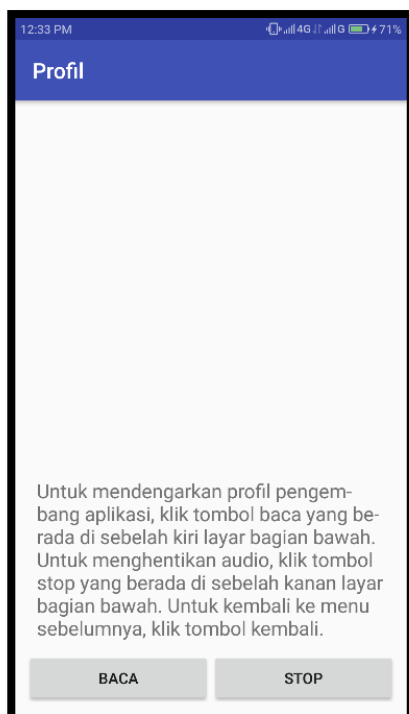 12:33 PM 4G G 71%
Profil
Untuk mendengarkan profil pengem-
bang aplikasi, klik tombol baca yang be-
rada di sebelah kiri layar bagian bawah.
Untuk menghentikan audio, klik tombol
stop yang berada di sebelah kanan layar
bagian bawah. Untuk kembali ke menu
sebelumnya, klik tombol kembali.
BACA STOP